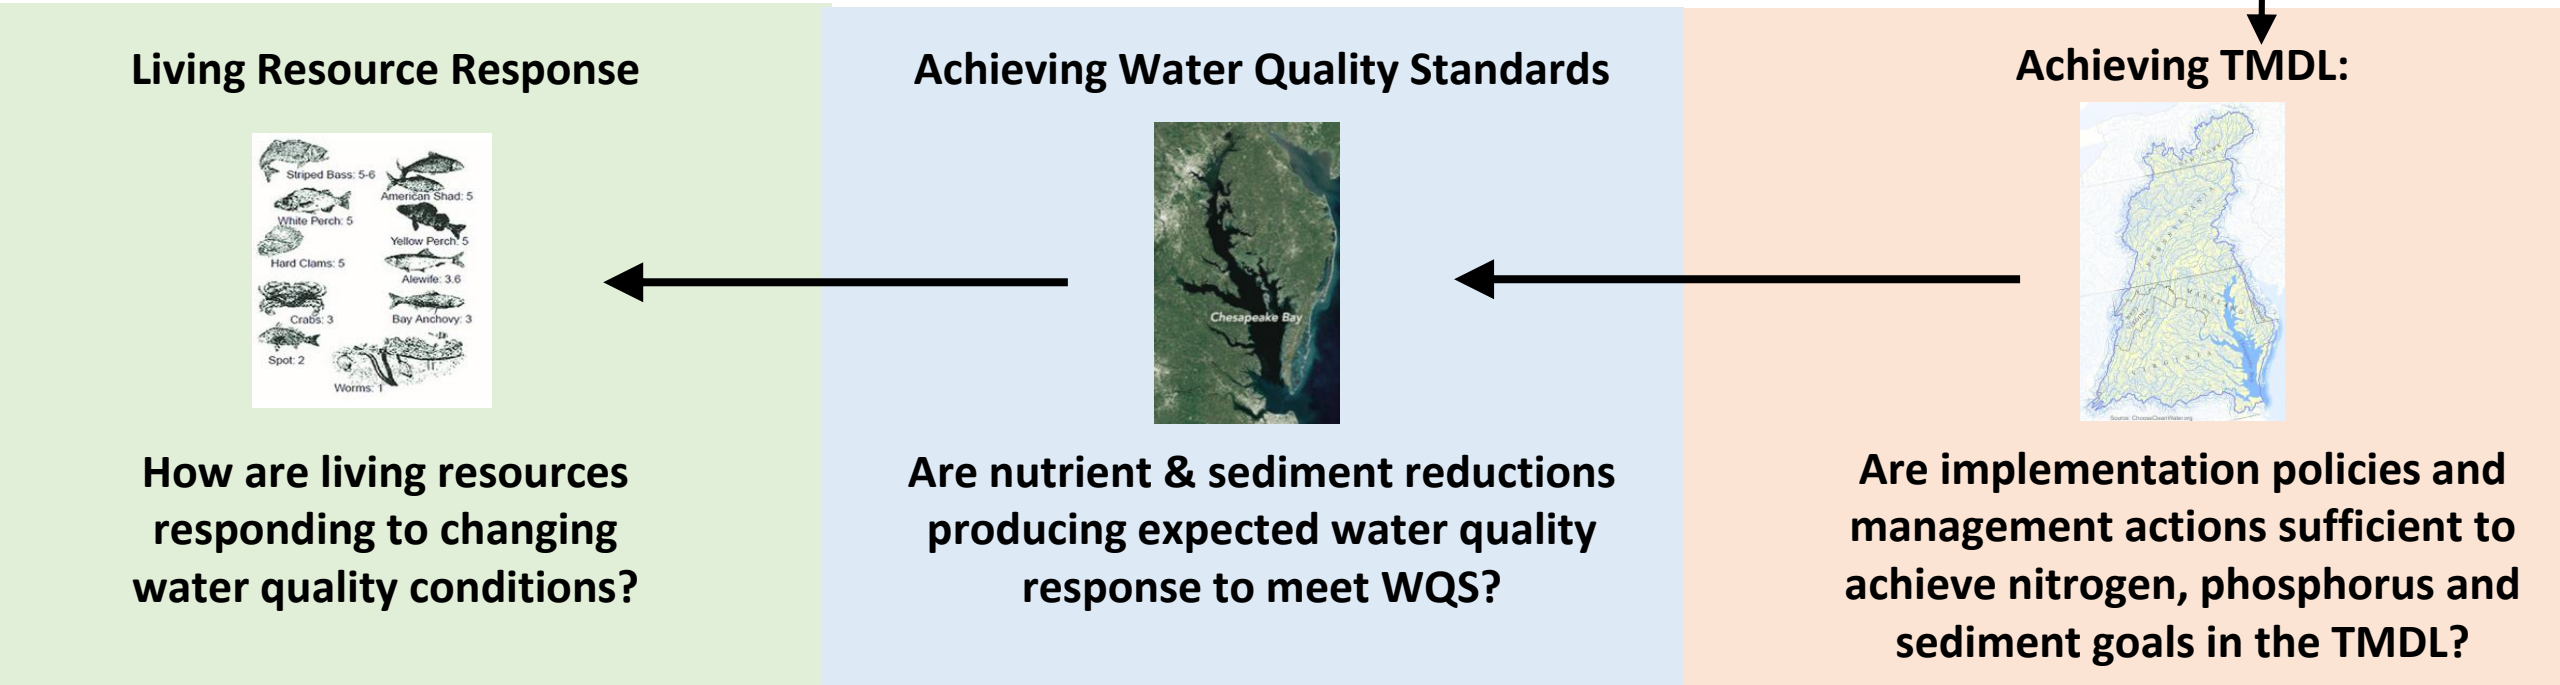 Living Resource Response
Striped Bass: 5-6
American Shad: 5
White Perch: 5
Yellow Perch: 5
Hard Clams: 5
Alewife: 3.6
Crabs: 3
Bay Anchovy: 3
Spot: 2
Worms: 1
How are living resources
responding to changing
water quality conditions?
Achieving Water Quality Standards
Chesapeake Bay
Are nutrient & sediment reductions
producing expected water quality
response to meet WQS?
Achieving TMDL:
Source: ChooseCleanWater.org
Are implementation policies and
management actions sufficient to
achieve nitrogen, phosphorus and
sediment goals in the TMDL?